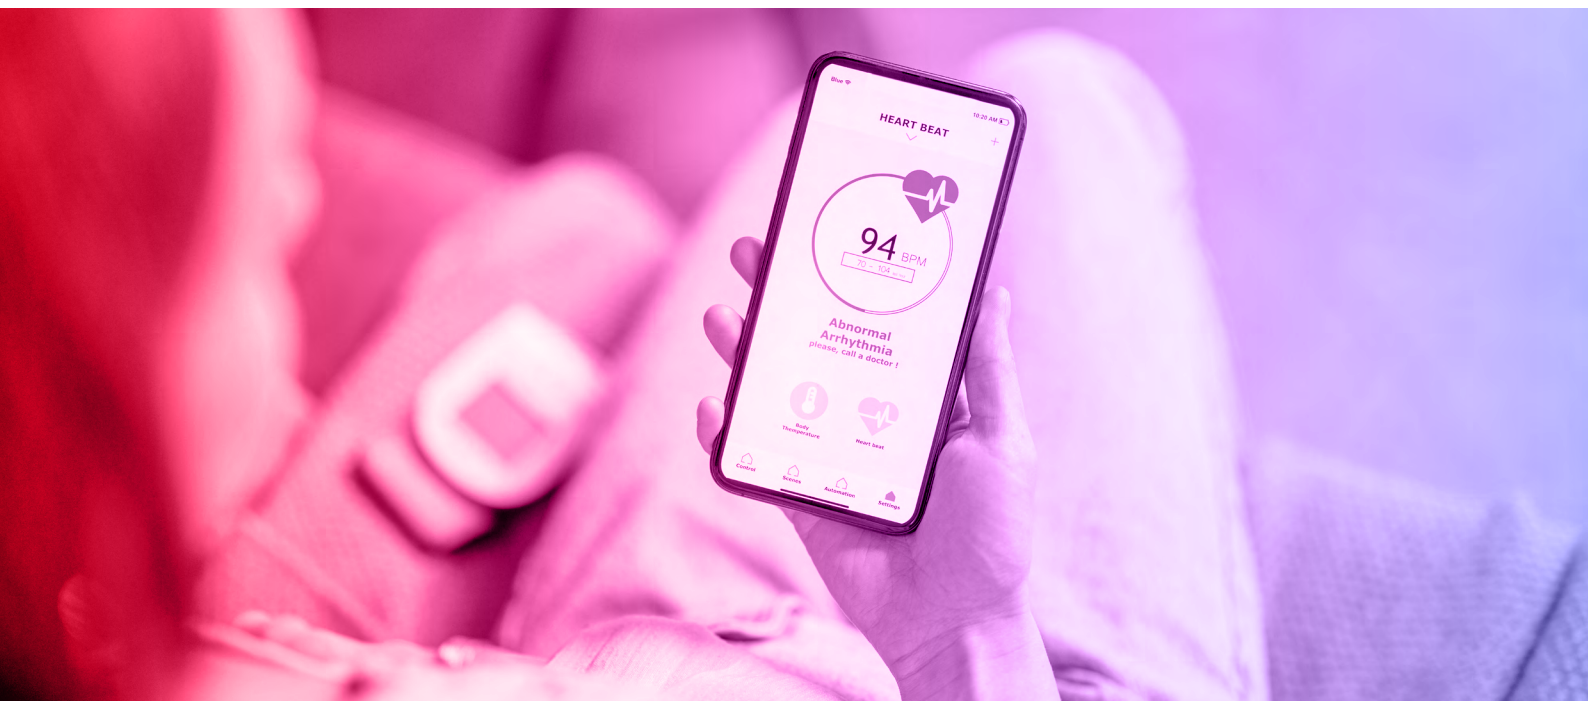 Blue
10:20 AM
HEART BEAT
94 BPM
70 - 104
Abnormal
Arrhythmia
please, call a doctor !
Body
Themperature
Heart beat
Control
Scenes
Automation
Settings